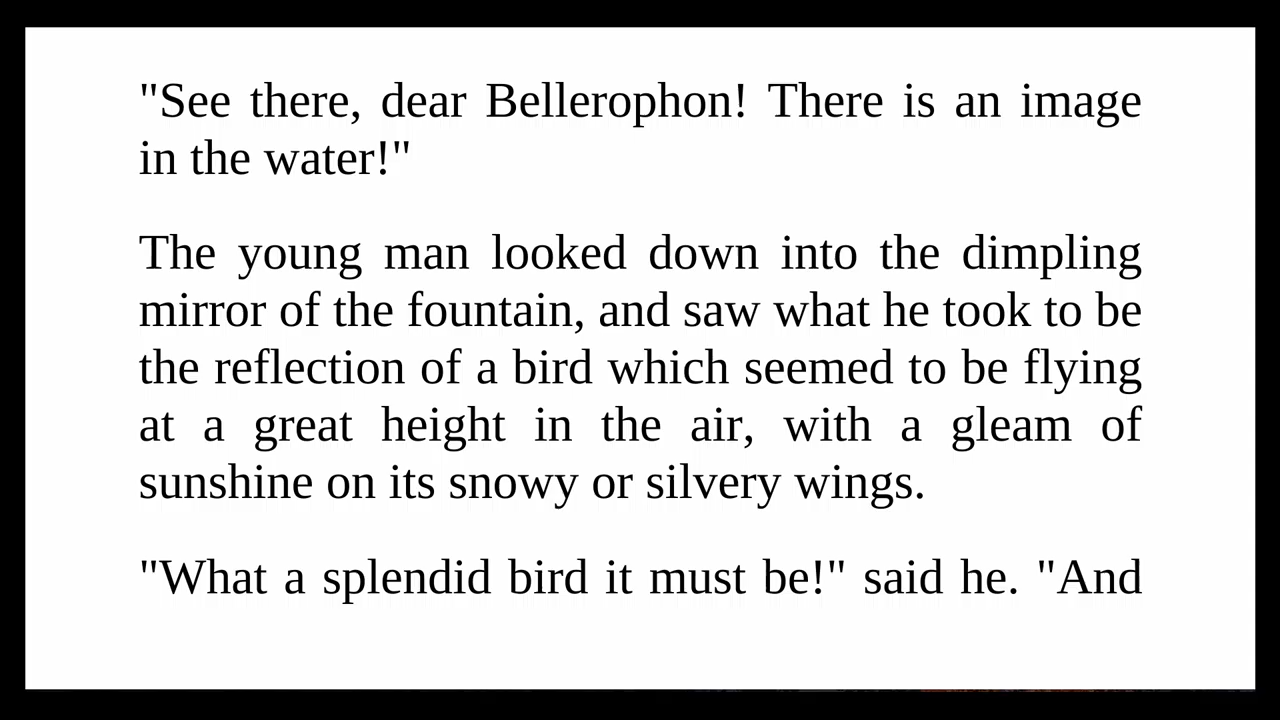 "See there, dear Bellerophon! There is an image
in the water!"
The young man looked down into the dimpling
mirror of the fountain, and saw what he took to be
the reflection of a bird which seemed to be flying
at a great height in the air, with a gleam of
sunshine on its snowy or silvery wings.
"What a splendid bird it must be!" said he. "And